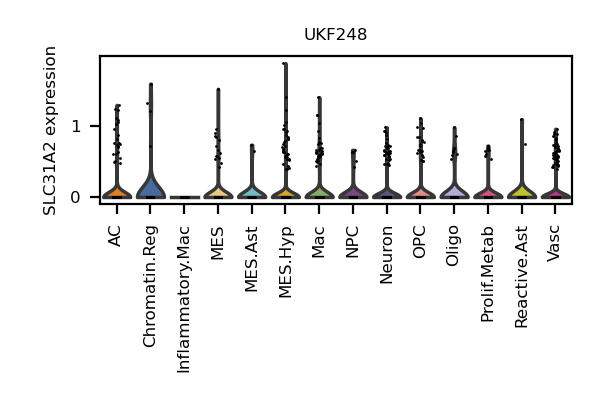 UKF248
SLC31A2 expression
1
0
AC
Chromatin.Reg
Inflammatory.Mac
MES
MES.Ast
MES.Hyp
Mac
NPC
Neuron
OPC
Oligo
Prolif.Metab
Reactive.Ast
Vasc